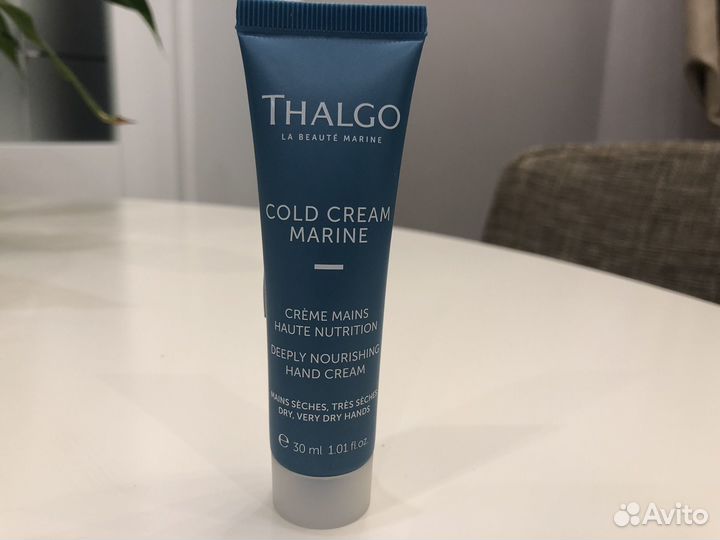 THALGO
LA BEAUTÉ MARINE
COLD CREAM
MARINE
CRÈME MAINS
HAUTE NUTRITION
DEEPLY NOURISHING
HAND CREAM
MAINS SÈCHES, TRÈS SÈCHES
DRY, VERY DRY HANDS
℮ 30 ml 1.01 fl.oz.
Avito